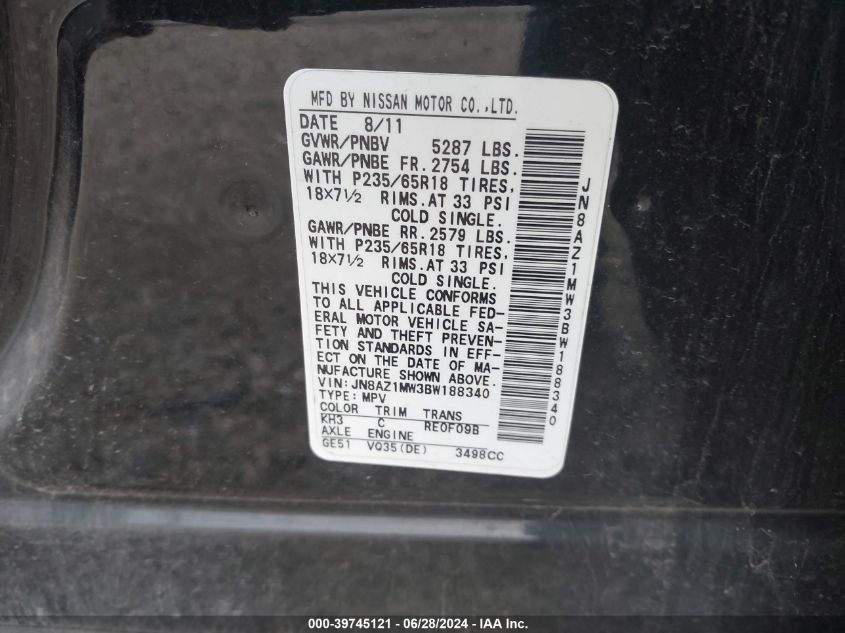 MFD BY NISSAN MOTOR CO.,LTD.
DATE 8/11
GVWR/PNBV 5287 LBS.
GAWR/PNBE FR. 2754 LBS.
WITH P235/65R18 TIRES,
18X7½ RIMS.AT 33 PSI
COLD SINGLE.
GAWR/PNBE RR. 2579 LBS.
WITH P235/65R18 TIRES,
18X7½ RIMS.AT 33 PSI
COLD SINGLE.
THIS VEHICLE CONFORMS
TO ALL APPLICABLE FED-
ERAL MOTOR VEHICLE SA-
FETY AND THEFT PREVEN-
TION STANDARDS IN EFF-
ECT ON THE DATE OF MA-
NUFACTURE SHOWN ABOVE.
VIN: JN8AZ1MW3BW188340
TYPE: MPV
COLOR TRIM TRANS
KH3 C RE0F09B
AXLE ENGINE
GE51 VQ35(DE) 3498CC
JN8AZ1MW3BW188340
000-39745121 - 06/28/2024 - IAA Inc.